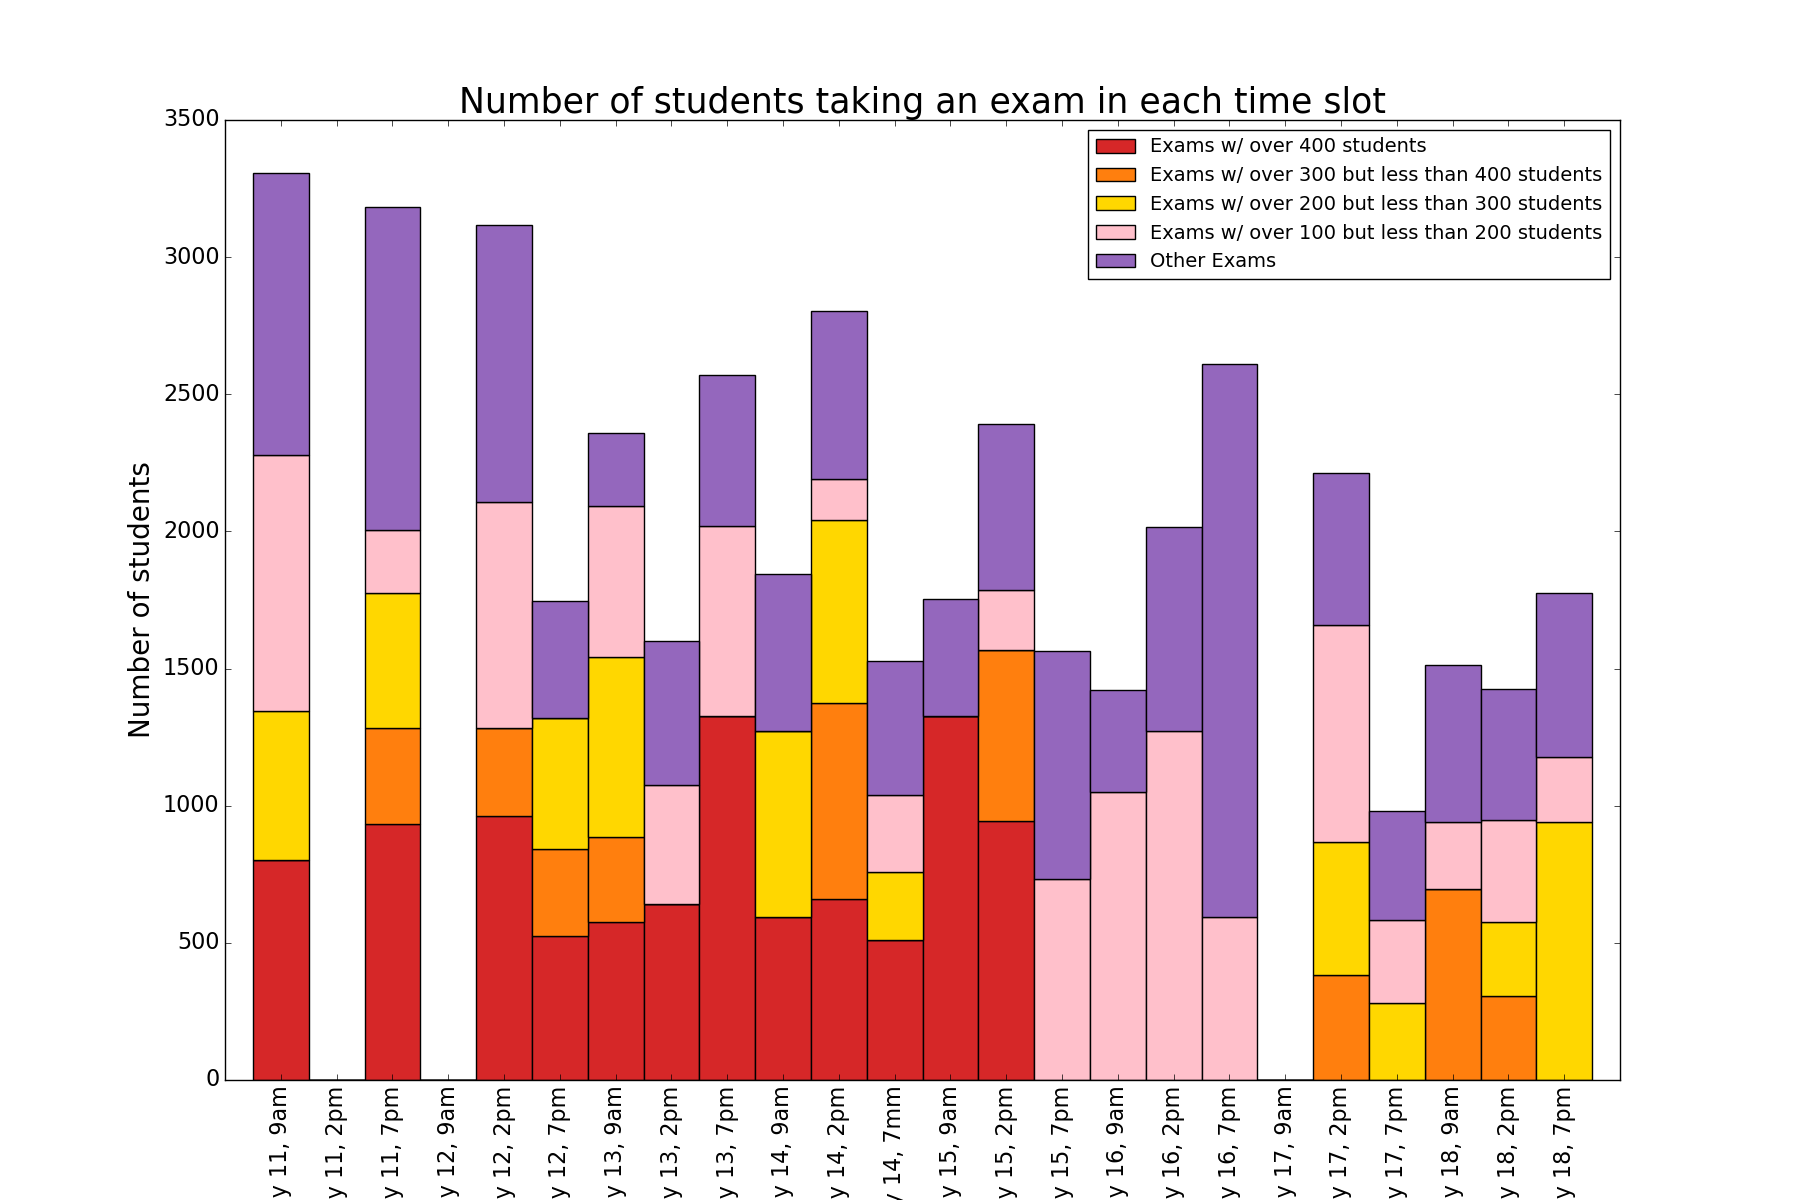 Number of students taking an exam in each time slot
3500
3000
2500
2000
1500
1000
500
0
Number of students
Exams w/ over 400 students
Exams w/ over 300 but less than 400 students
Exams w/ over 200 but less than 300 students
Exams w/ over 100 but less than 200 students
Other Exams
y 11, 9am
y 11, 2pm
y 11, 7pm
y 12, 9am
y 12, 2pm
y 12, 7pm
y 13, 9am
y 13, 2pm
y 13, 7pm
y 14, 9am
y 14, 2pm
y 14, 7mm
y 15, 9am
y 15, 2pm
y 15, 7pm
y 16, 9am
y 16, 2pm
y 16, 7pm
y 17, 9am
y 17, 2pm
y 17, 7pm
y 18, 9am
y 18, 2pm
y 18, 7pm